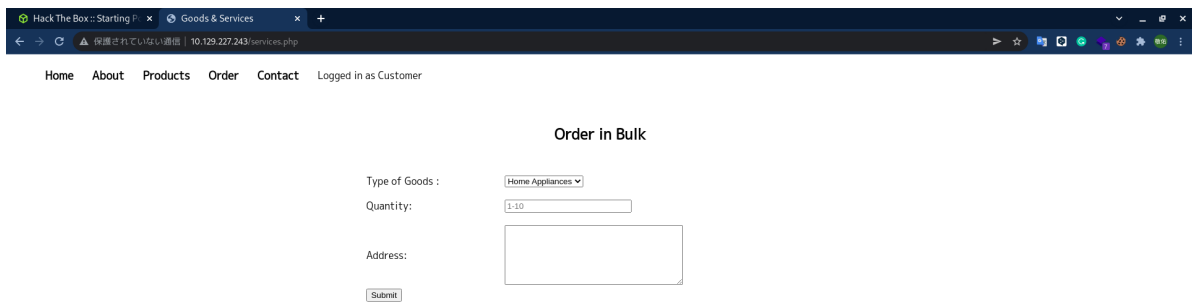 Hack The Box :: Starting Po
Goods & Services
保護されていない通信 | 10.129.227.243/services.php
Home About Products Order Contact Logged in as Customer
Order in Bulk
Type of Goods :
Home Appliances
Quantity:
1-10
Address:
Submit